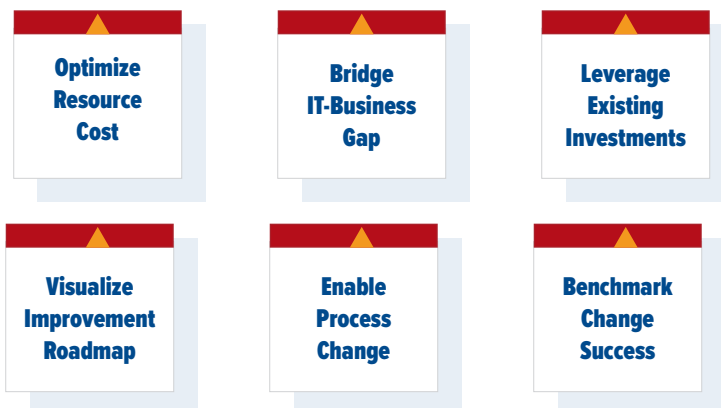 Optimize
Resource
Cost
Bridge
IT-Business
Gap
Leverage
Existing
Investments
Visualize
Improvement
Roadmap
Enable
Process
Change
Benchmark
Change
Success